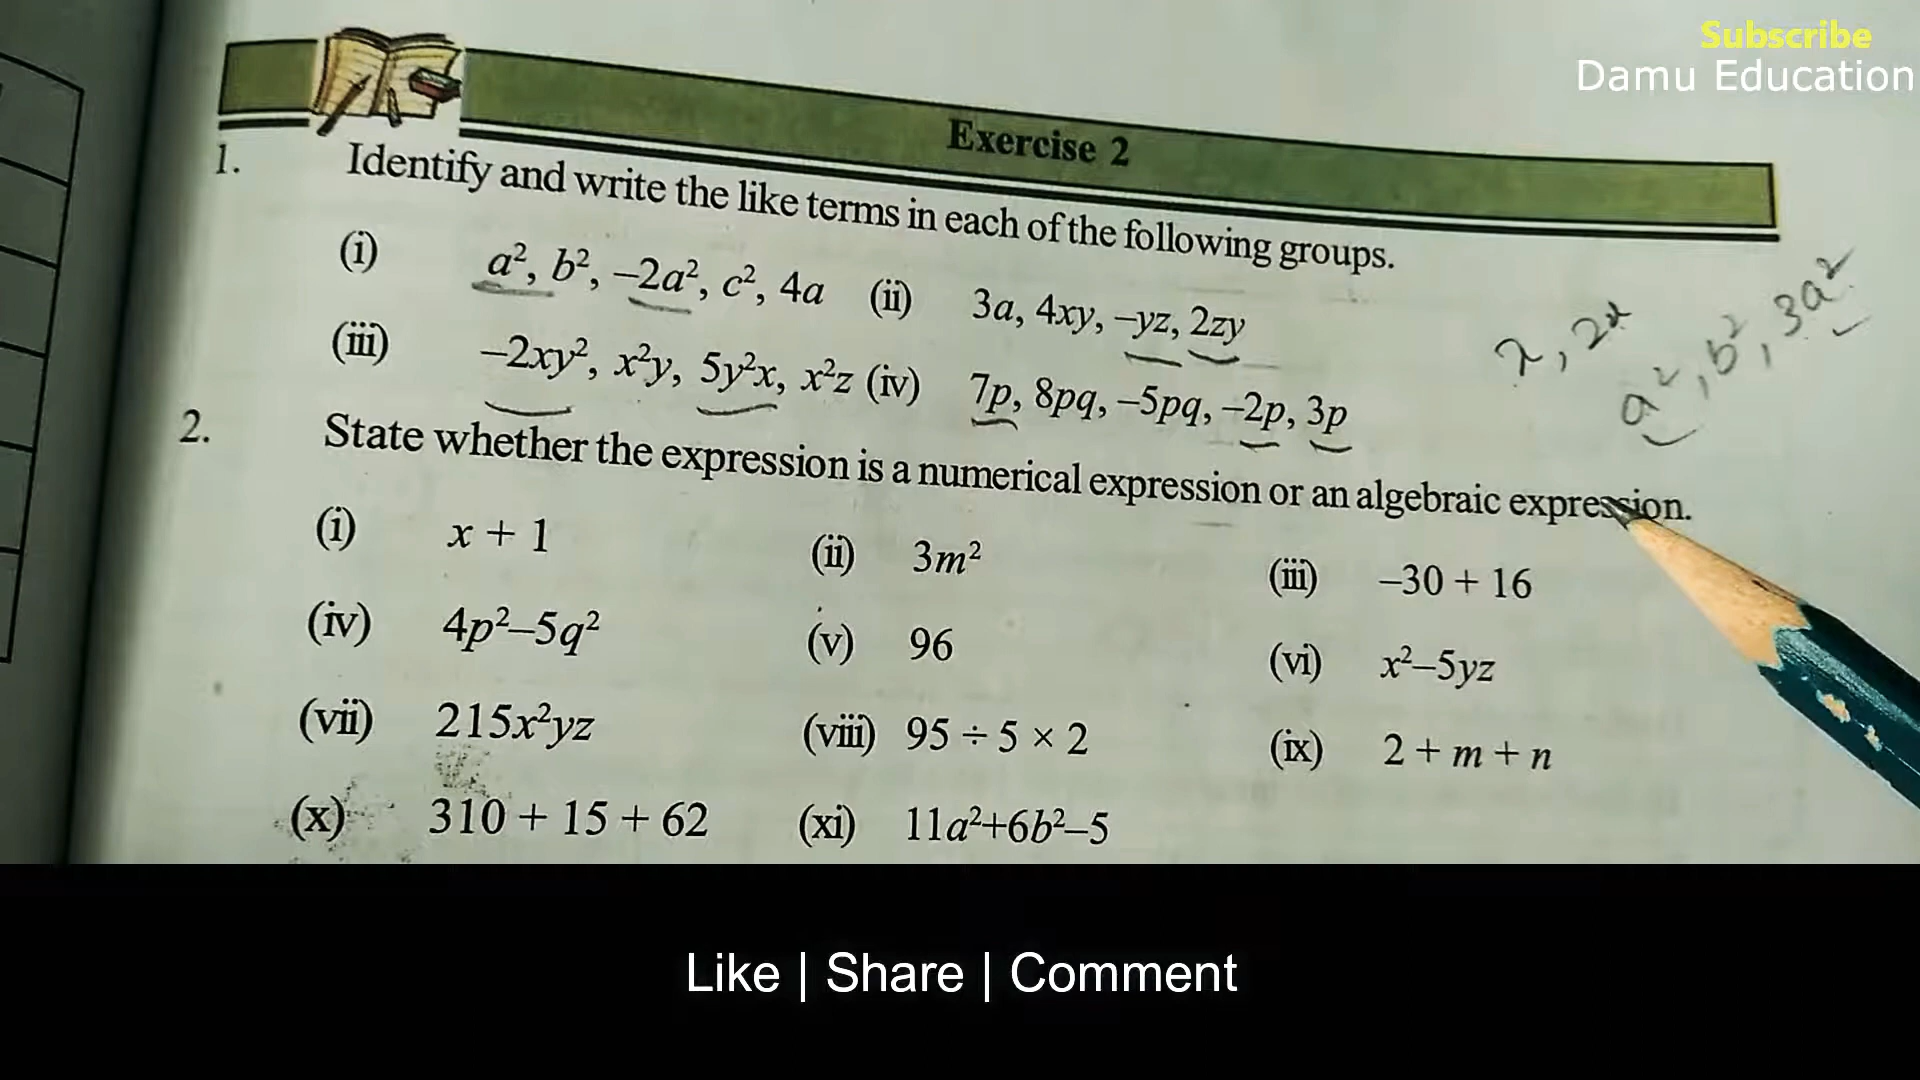 Subscribe
Damu Education
Exercise 2
1. Identify and write the like terms in each of the following groups.
(i) a², b², –2a², c², 4a (ii) 3a, 4xy, –yz, 2zy
(iii) –2xy², x²y, 5y²x, x²z (iv) 7p, 8pq, –5pq, –2p, 3p
x, 2x
a², b², 3a²
2. State whether the expression is a numerical expression or an algebraic expression.
(i) x + 1 (ii) 3m² (iii) –30 + 16
(iv) 4p²–5q² (v) 96 (vi) x²–5yz
(vii) 215x²yz (viii) 95 ÷ 5 × 2 (ix) 2 + m + n
(x) 310 + 15 + 62 (xi) 11a²+6b²–5
Like | Share | Comment